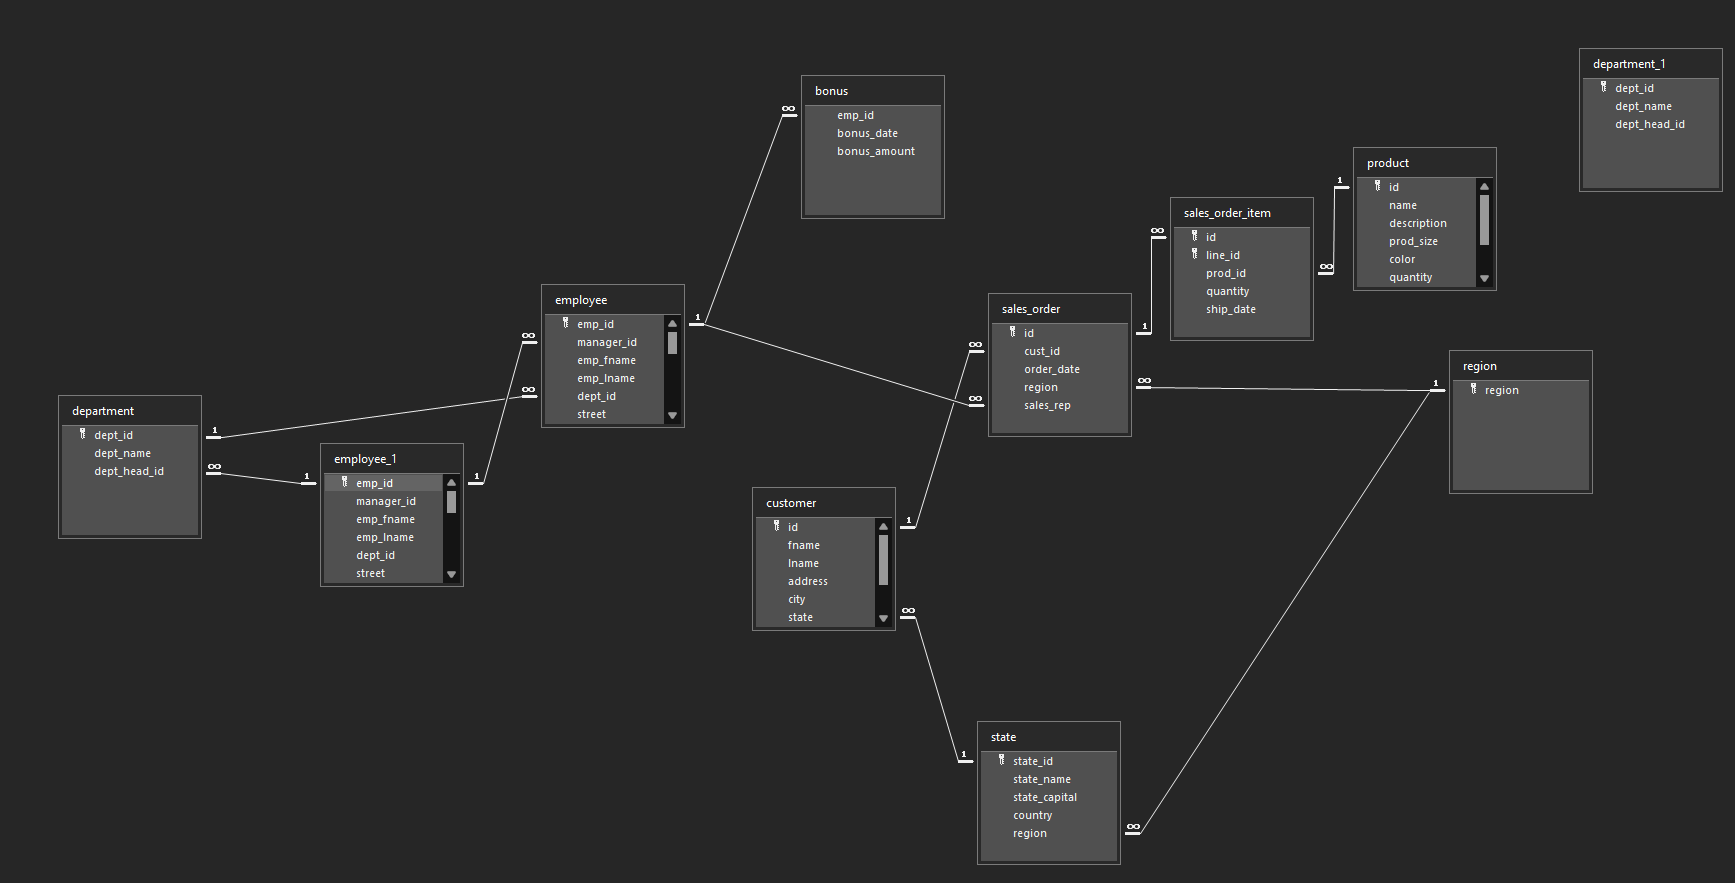 department_1
dept_id
dept_name
dept_head_id
bonus
∞
emp_id
bonus_date
bonus_amount
product
1
id
name
description
prod_size
color
quantity
sales_order_item
∞
id
line_id
prod_id
∞
quantity
ship_date
employee
1
emp_id
∞
manager_id
emp_fname
emp_lname
∞
dept_id
street
sales_order
1
id
∞
cust_id
order_date
∞
region
∞
sales_rep
region
1
region
department
1
dept_id
dept_name
∞
dept_head_id
employee_1
1
1
emp_id
manager_id
emp_fname
emp_lname
dept_id
street
customer
1
id
fname
lname
address
city
∞
state
state
1
state_id
state_name
state_capital
country
∞
region